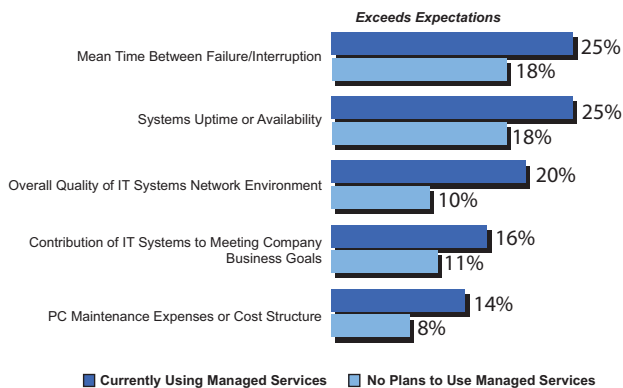 Exceeds Expectations
Mean Time Between Failure/Interruption
25%
18%
Systems Uptime or Availability
25%
18%
Overall Quality of IT Systems Network Environment
20%
10%
Contribution of IT Systems to Meeting Company
Business Goals
16%
11%
PC Maintenance Expenses or Cost Structure
14%
8%
Currently Using Managed Services
No Plans to Use Managed Services